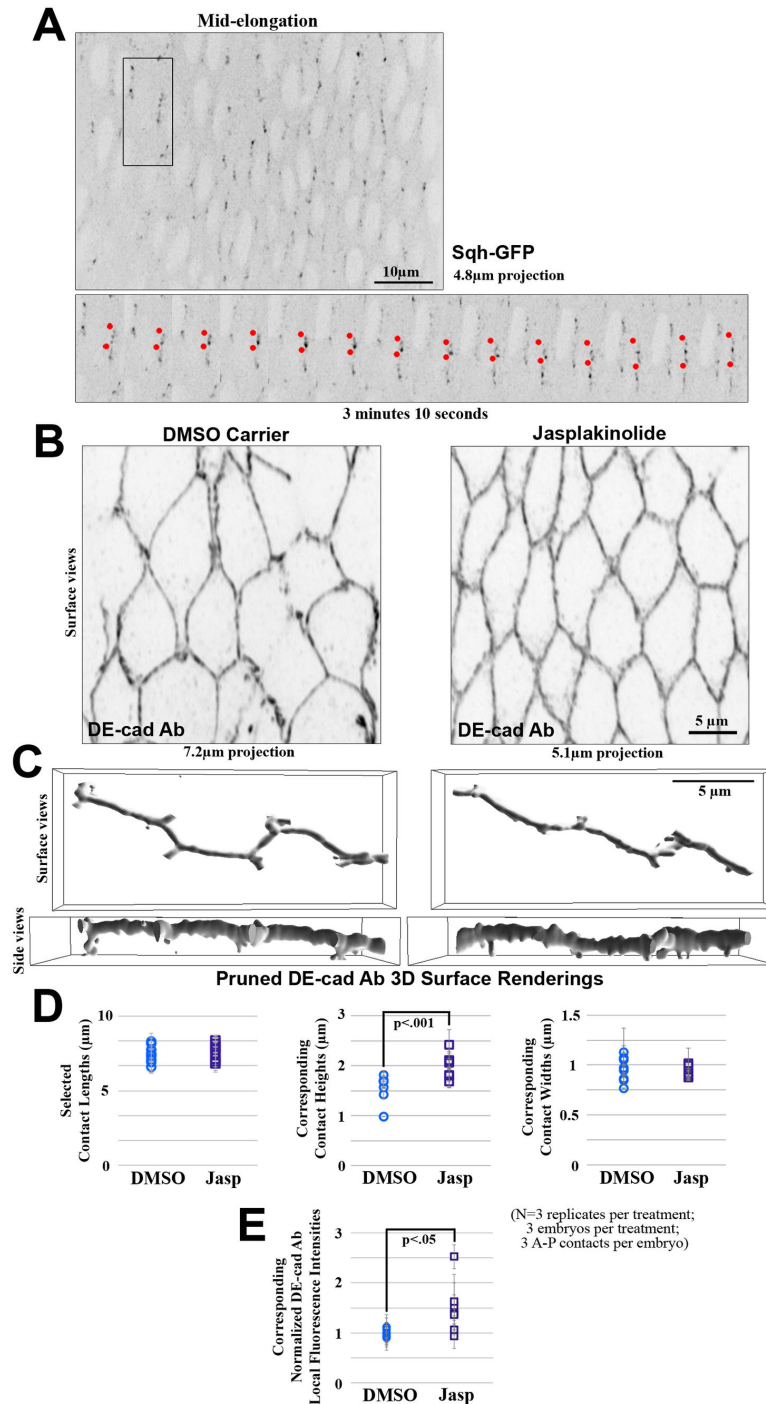 A
Mid-elongation
10µm
Sqh-GFP
4.8µm projection
3 minutes 10 seconds
B
DMSO Carrier
Jasplakinolide
Surface views
DE-cad Ab
DE-cad Ab
5 µm
7.2µm projection
5.1µm projection
C
Surface views
5 µm
Side views
Pruned DE-cad Ab 3D Surface Renderings
D
Selected
Contact Lengths (µm)
10
5
0
DMSO
Jasp
Corresponding
Contact Heights (µm)
3
2
1
0
p<.001
DMSO
Jasp
Corresponding
Contact Widths (µm)
1.5
1
0.5
0
DMSO
Jasp
E
Corresponding
Normalized DE-cad Ab
Local Fluorescence Intensities
3
2
1
0
p<.05
DMSO
Jasp
(N=3 replicates per treatment;
3 embryos per treatment;
3 A-P contacts per embryo)